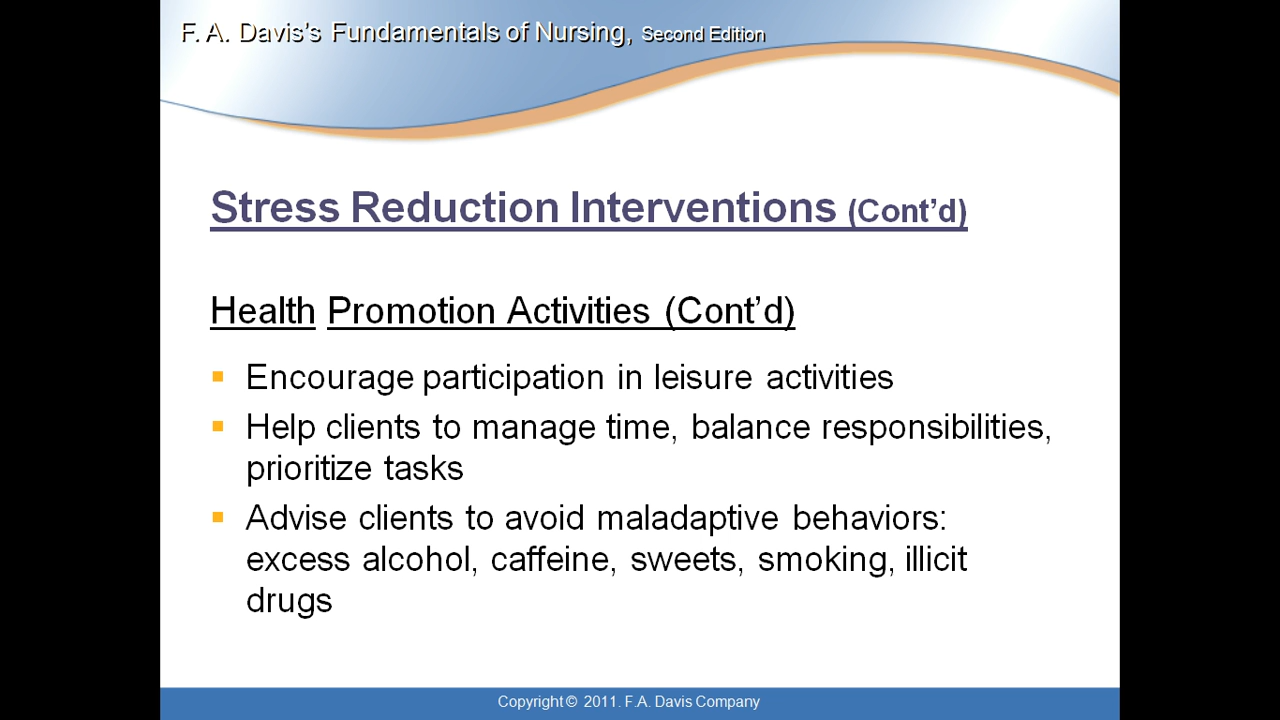 F. A. Davis's Fundamentals of Nursing, Second Edition
Stress Reduction Interventions (Cont’d)
Health Promotion Activities (Cont’d)
Encourage participation in leisure activities
Help clients to manage time, balance responsibilities,
prioritize tasks
Advise clients to avoid maladaptive behaviors:
excess alcohol, caffeine, sweets, smoking, illicit
drugs
Copyright © 2011. F.A. Davis Company